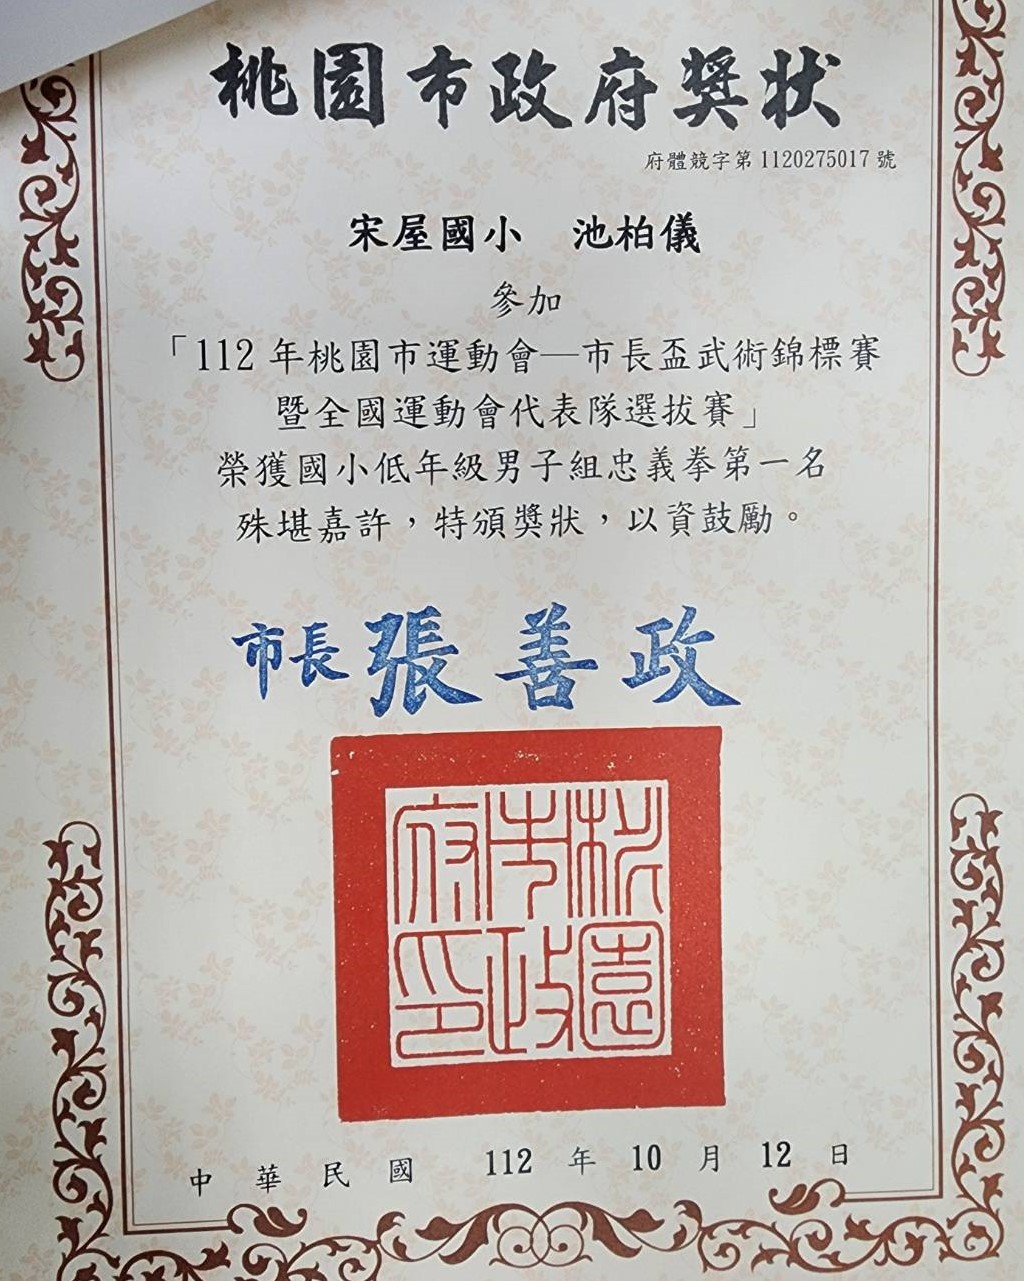 桃園市政府獎狀
府體競字第1120275017號
宋屋國小　池柏儀
參加
「112年桃園市運動會—市長盃武術錦標賽
暨全國運動會代表隊選拔賽」
榮獲國小低年級男子組忠義拳第一名
殊堪嘉許，特頒獎狀，以資鼓勵。
市長張善政
桃園市政府印
中華民國 112 年 10 月 12 日